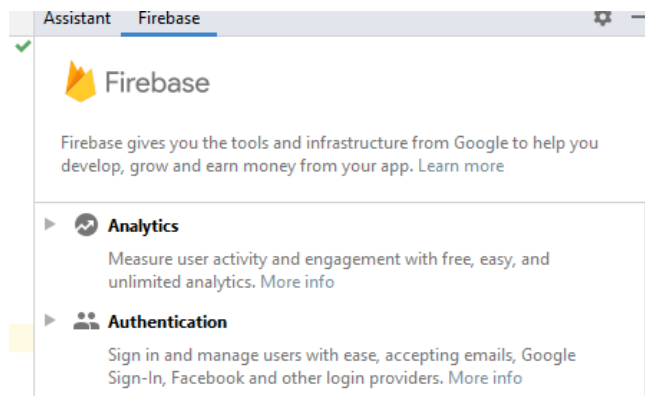 Assistant Firebase
Firebase
Firebase gives you the tools and infrastructure from Google to help you
develop, grow and earn money from your app. Learn more
Analytics
Measure user activity and engagement with free, easy, and
unlimited analytics. More info
Authentication
Sign in and manage users with ease, accepting emails, Google
Sign-In, Facebook and other login providers. More info